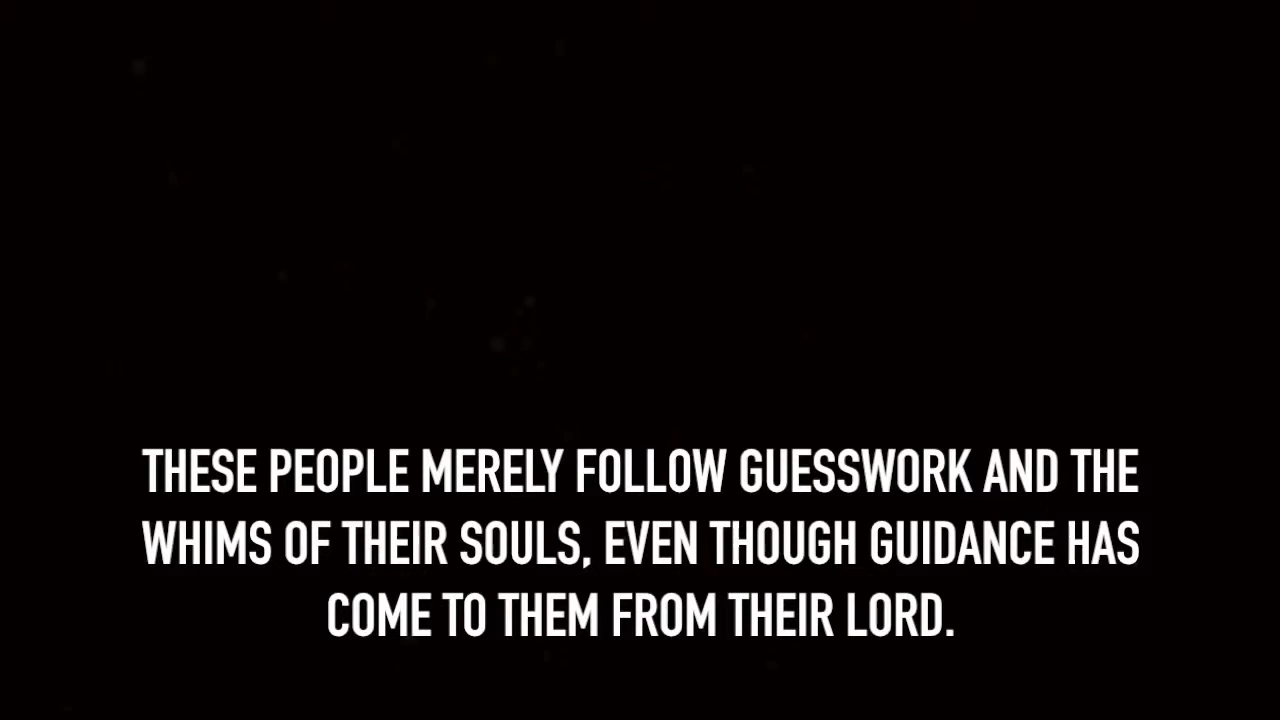 THESE PEOPLE MERELY FOLLOW GUESSWORK AND THE
WHIMS OF THEIR SOULS, EVEN THOUGH GUIDANCE HAS
COME TO THEM FROM THEIR LORD.